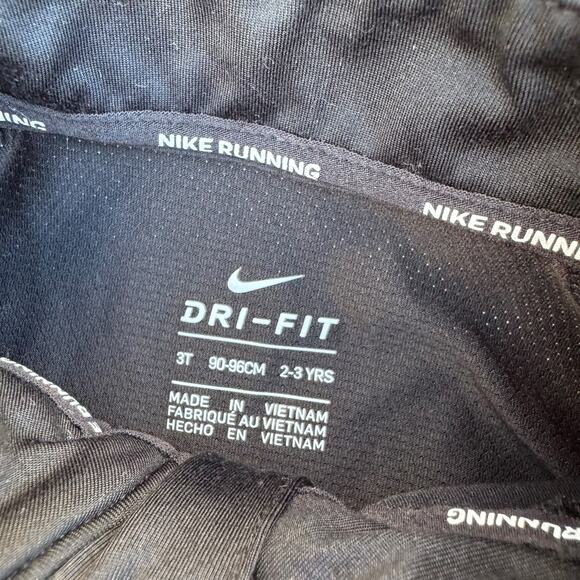 NING
NIKE RUNNING
NIKE RUNNING
DRI-FIT
3T 90-96CM 2-3 YRS
MADE IN VIETNAM
FABRIQUÉ AU VIETNAM
HECHO EN VIETNAM
RUNNING